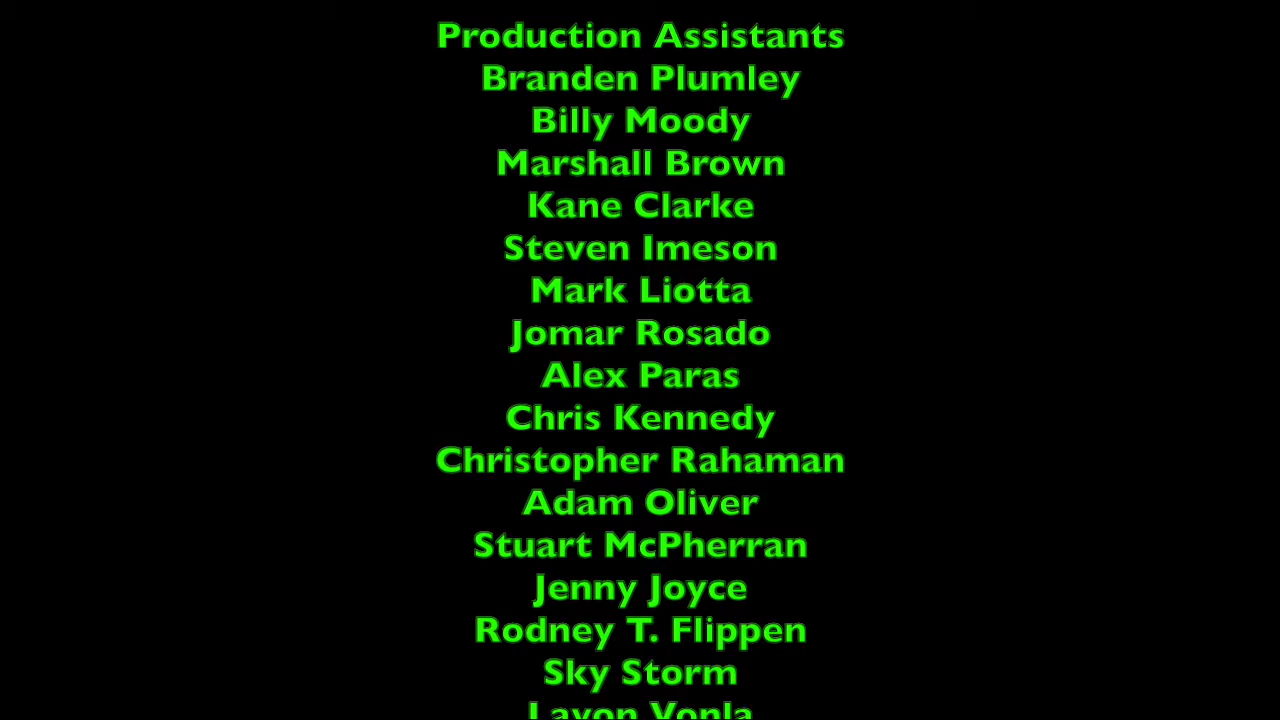 Production Assistants
Branden Plumley
Billy Moody
Marshall Brown
Kane Clarke
Steven Imeson
Mark Liotta
Jomar Rosado
Alex Paras
Chris Kennedy
Christopher Rahaman
Adam Oliver
Stuart McPherran
Jenny Joyce
Rodney T. Flippen
Sky Storm